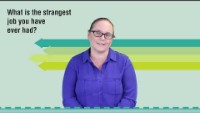 What is the strangest
job you have
ever had?